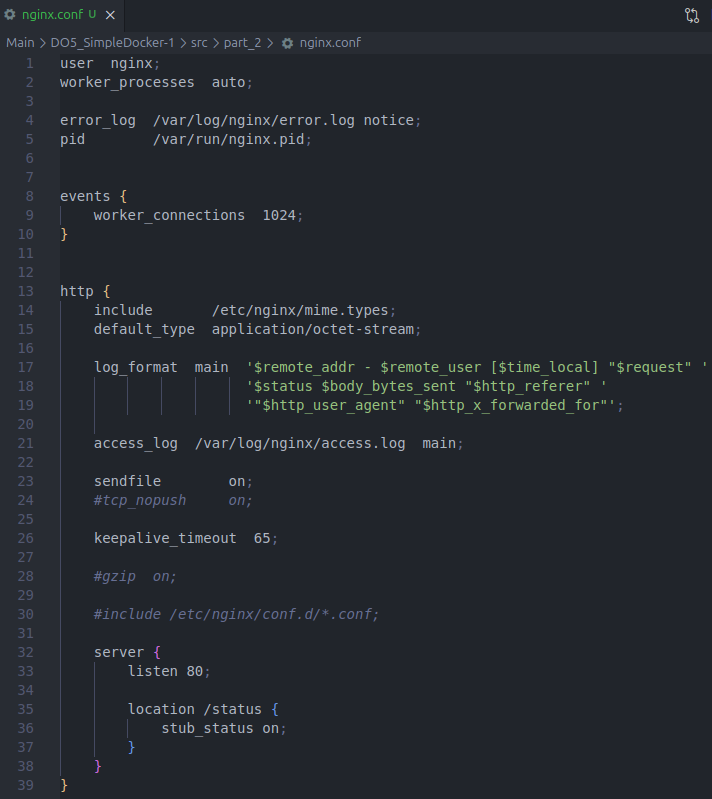 nginx.conf U
Main > DO5_SimpleDocker-1 > src > part_2 > nginx.conf
1 user  nginx;
2 worker_processes  auto;
3
4 error_log  /var/log/nginx/error.log notice;
5 pid        /var/run/nginx.pid;
6
7
8 events {
9     worker_connections  1024;
10 }
11
12
13 http {
14     include       /etc/nginx/mime.types;
15     default_type  application/octet-stream;
16
17     log_format  main  '$remote_addr - $remote_user [$time_local] "$request" '
18                       '$status $body_bytes_sent "$http_referer" '
19                       '"$http_user_agent" "$http_x_forwarded_for"';
20
21     access_log  /var/log/nginx/access.log  main;
22
23     sendfile        on;
24     #tcp_nopush     on;
25
26     keepalive_timeout  65;
27
28     #gzip  on;
29
30     #include /etc/nginx/conf.d/*.conf;
31
32     server {
33         listen 80;
34
35         location /status {
36             stub_status on;
37         }
38     }
39 }